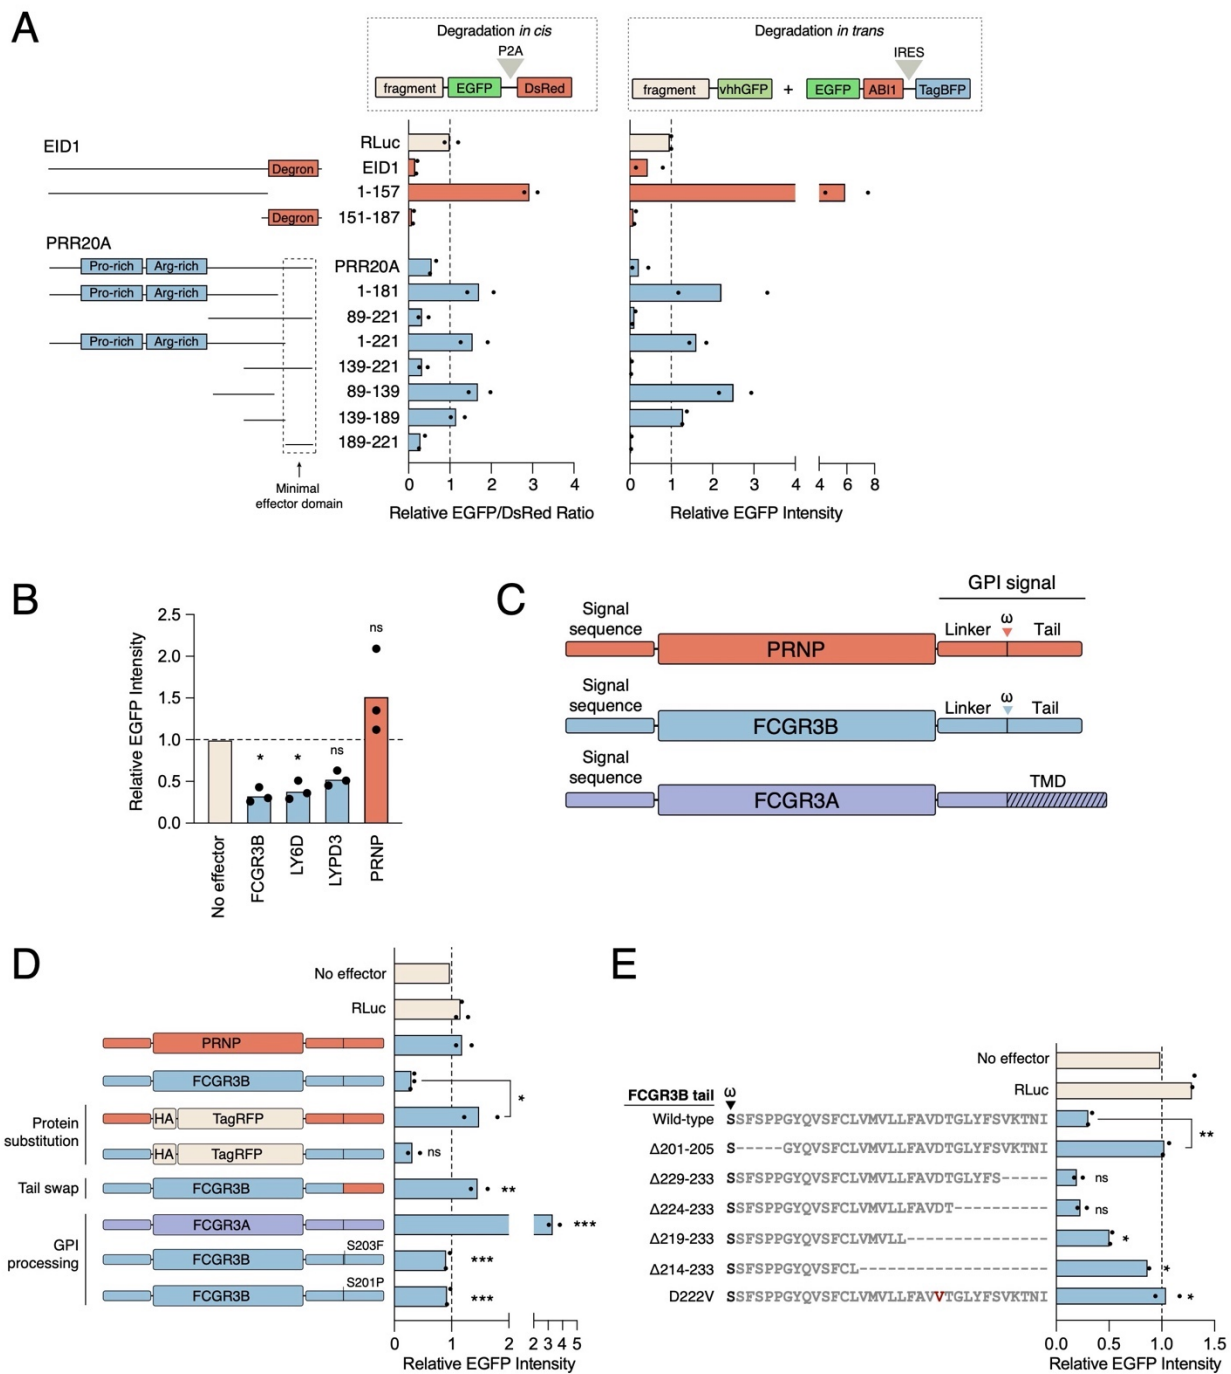 A
Degradation in cis
P2A
fragment EGFP DsRed
Degradation in trans
IRES
fragment vhhGFP + EGFP ABI1 TagBFP
EID1
Degron
Degron
PRR20A
Pro-rich Arg-rich
Pro-rich Arg-rich
Pro-rich Arg-rich
Minimal
effector domain
RLuc
EID1
1-157
151-187
PRR20A
1-181
89-221
1-221
139-221
89-139
139-189
189-221
0 1 2 3 4
Relative EGFP/DsRed Ratio
0 1 2 4 4 6 8
Relative EGFP Intensity
B
Relative EGFP Intensity
2.5
2.0
1.5
1.0
0.5
0.0
* * ns ns
No effector
FCGR3B
LY6D
LYPD3
PRNP
C
GPI signal
Signal
sequence
PRNP
Linker ω Tail
Signal
sequence
FCGR3B
Linker ω Tail
Signal
sequence
FCGR3A
TMD
D
No effector
RLuc
PRNP
FCGR3B
*
Protein
substitution
HA TagRFP
HA TagRFP
ns
Tail swap
FCGR3B
**
GPI
processing
FCGR3A
***
S203F
FCGR3B
***
S201P
FCGR3B
***
0 1 2 2 3 4 5
Relative EGFP Intensity
E
No effector
RLuc
FCGR3B tail ω
Wild-type SSFSPPGYQVSFCLVMVLLFAVDTGLYFSVKTNI
**
Δ201-205 S-----GYQVSFCLVMVLLFAVDTGLYFSVKTNI
Δ229-233 SSFSPPGYQVSFCLVMVLLFAVDTGLYFS----- ns
Δ224-233 SSFSPPGYQVSFCLVMVLLFAVDT---------- ns
Δ219-233 SSFSPPGYQVSFCLVMVLL--------------- *
Δ214-233 SSFSPPGYQVSFCL-------------------- *
D222V SSFSPPGYQVSFCLVMVLLFAVVTGLYFSVKTNI *
0.0 0.5 1.0 1.5
Relative EGFP Intensity